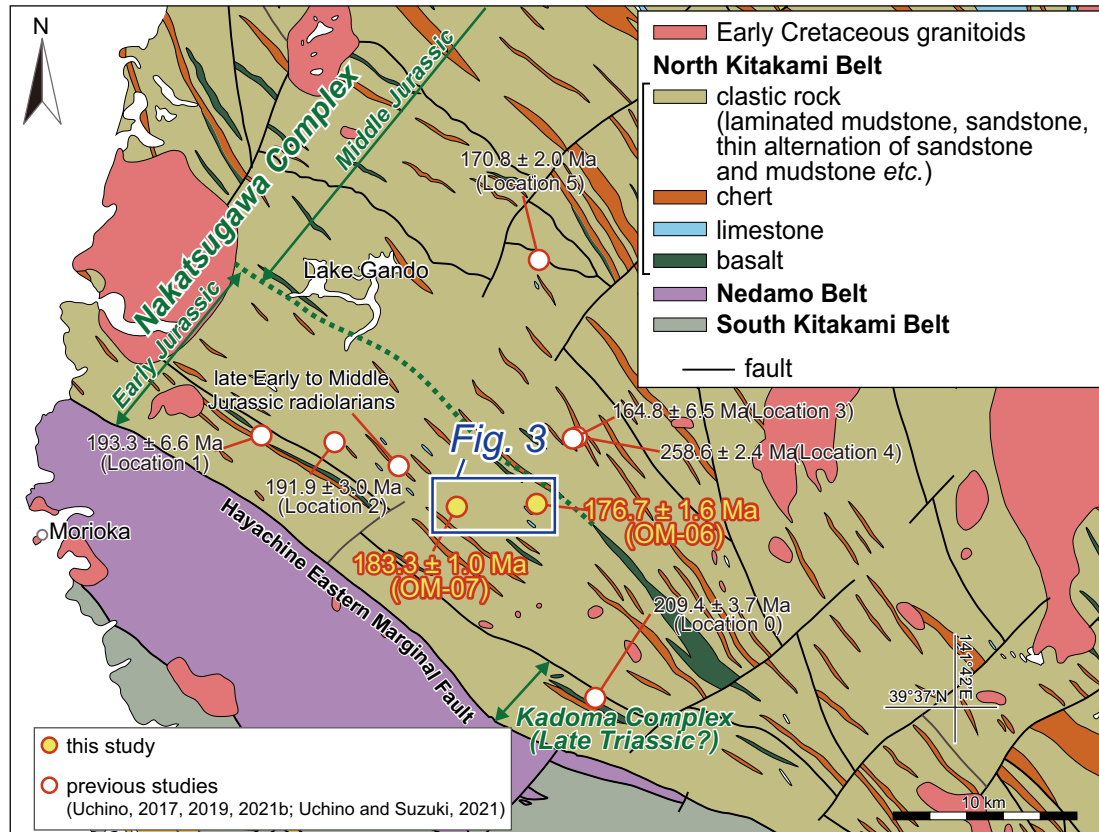 N
Nakatsugawa Complex
Middle Jurassic
Early Jurassic
Early Cretaceous granitoids
North Kitakami Belt
clastic rock
(laminated mudstone, sandstone,
thin alternation of sandstone
and mudstone etc.)
chert
limestone
basalt
Nedamo Belt
South Kitakami Belt
fault
170.8 ± 2.0 Ma
(Location 5)
Lake Gando
late Early to Middle
Jurassic radiolarians
193.3 ± 6.6 Ma
(Location 1)
191.9 ± 3.0 Ma
(Location 2)
Fig. 3
164.8 ± 6.5 Ma(Location 3)
258.6 ± 2.4 Ma(Location 4)
176.7 ± 1.6 Ma
(OM-06)
183.3 ± 1.0 Ma
(OM-07)
Morioka
Hayachine Eastern Marginal Fault
209.4 ± 3.7 Ma
(Location 0)
Kadoma Complex
(Late Triassic?)
39°37'N
141°42'E
10 km
this study
previous studies
(Uchino, 2017, 2019, 2021b; Uchino and Suzuki, 2021)